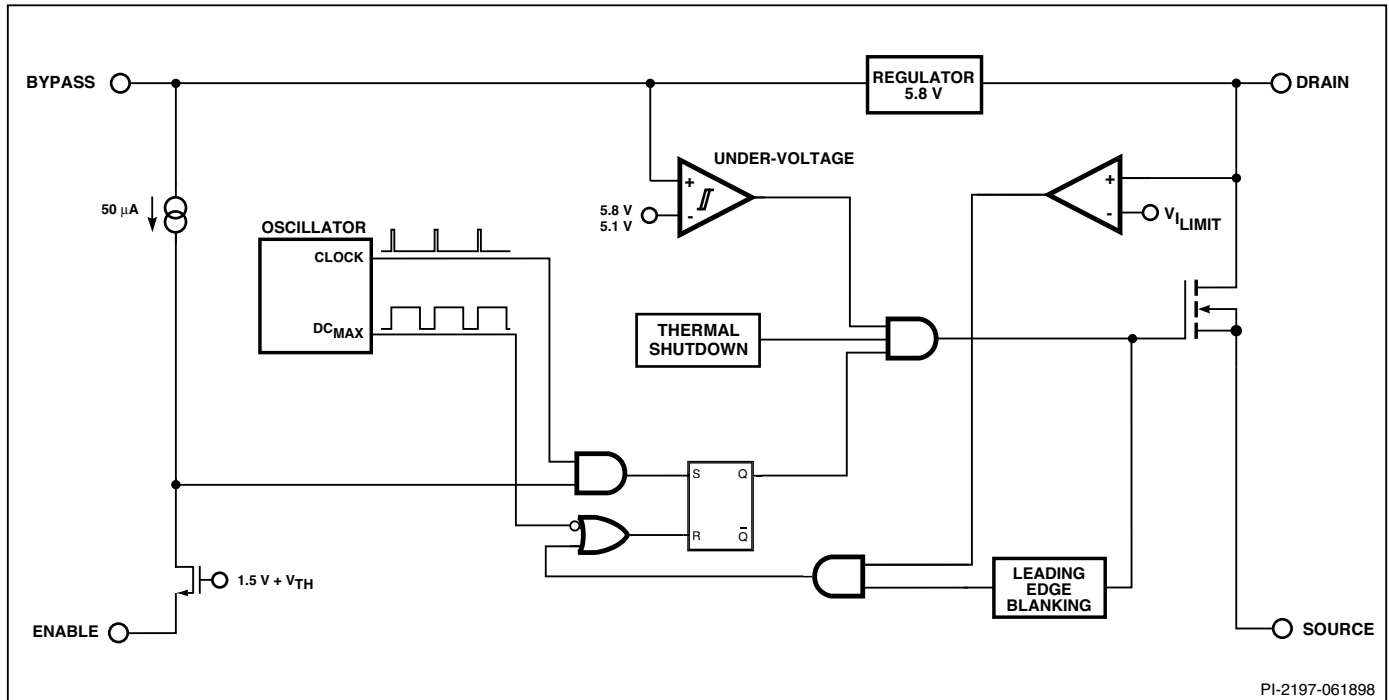 BYPASS
REGULATOR
5.8 V
DRAIN
UNDER-VOLTAGE
+
-
5.8 V
5.1 V
+
-
VILIMIT
50 µA
OSCILLATOR
CLOCK
DCMAX
THERMAL
SHUTDOWN
S Q
R Q̅
1.5 V + VTH
LEADING
EDGE
BLANKING
ENABLE
SOURCE
PI-2197-061898